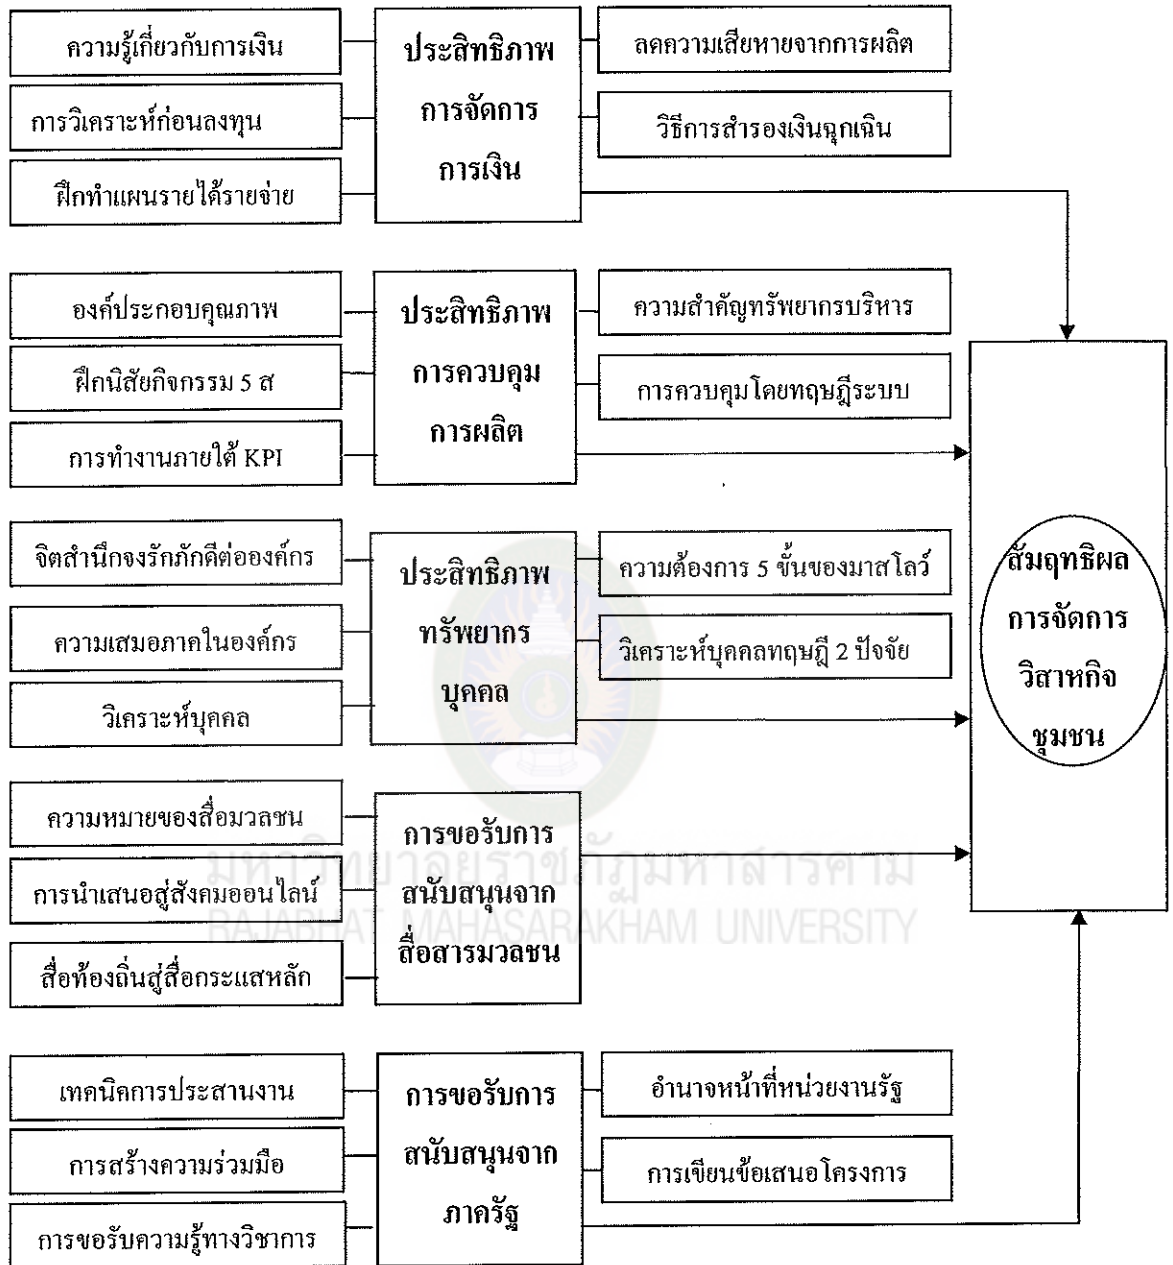 ความรู้เกี่ยวกับการเงิน
การวิเคราะห์ก่อนลงทุน
ฝึกทำแผนรายได้รายจ่าย
ประสิทธิภาพ
การจัดการ
การเงิน
ลดความเสียหายจากการผลิต
วิธีการสำรองเงินฉุกเฉิน
องค์ประกอบคุณภาพ
ฝึกนิสัยกิจกรรม 5 ส
การทำงานภายใต้ KPI
ประสิทธิภาพ
การควบคุม
การผลิต
ความสำคัญทรัพยากรบริหาร
การควบคุมโดยทฤษฎีระบบ
จิตสำนึกจงรักภักดีต่อองค์กร
ความเสมอภาคในองค์กร
วิเคราะห์บุคคล
ประสิทธิภาพ
ทรัพยากร
บุคคล
ความต้องการ 5 ขั้นของมาสโลว์
วิเคราะห์บุคคลทฤษฎี 2 ปัจจัย
ความหมายของสื่อมวลชน
การนำเสนอสู่สังคมออนไลน์
สื่อท้องถิ่นสู่สื่อกระแสหลัก
การขอรับการ
สนับสนุนจาก
สื่อสารมวลชน
เทคนิคการประสานงาน
การสร้างความร่วมมือ
การขอรับความรู้ทางวิชาการ
การขอรับการ
สนับสนุนจาก
ภาครัฐ
อำนาจหน้าที่หน่วยงานรัฐ
การเขียนข้อเสนอโครงการ
สัมฤทธิผล
การจัดการ
วิสาหกิจ
ชุมชน
มหาวิทยาลัยราชภัฏมหาสารคาม
RAJABHAT MAHASARAKHAM UNIVERSITY